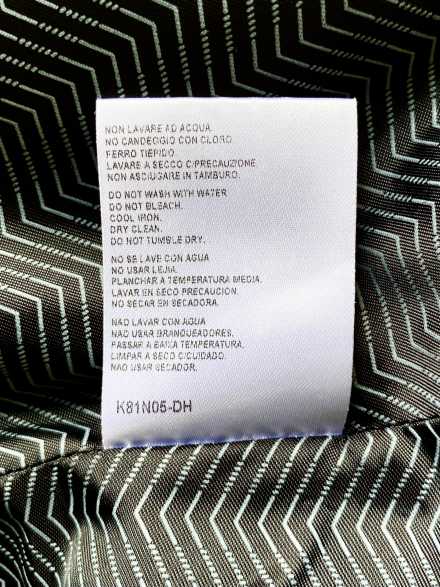 NON LAVARE AD ACQUA.
NO CANDEGGIO CON CLORO.
FERRO TIEPIDO.
LAVARE A SECCO C/PRECAUZIONE.
NON ASCIUGARE IN TAMBURO.
DO NOT WASH WITH WATER
DO NOT BLEACH.
COOL IRON.
DRY CLEAN.
DO NOT TUMBLE DRY.
NO SE LAVE CON AGUA
NO USAR LEJIA.
PLANCHAR A TEMPERATURA MEDIA.
LAVAR EN SECO PRECAUCION.
NO SECAR EN SECADORA.
NAO LAVAR COM AGUA
NAO USAR BRANQUEADORES.
PASSAR A BAIXA TEMPERATURA.
LIMPAR A SECO C/CUIDADO.
NAO USAR SECADOR.
K81N05-DH